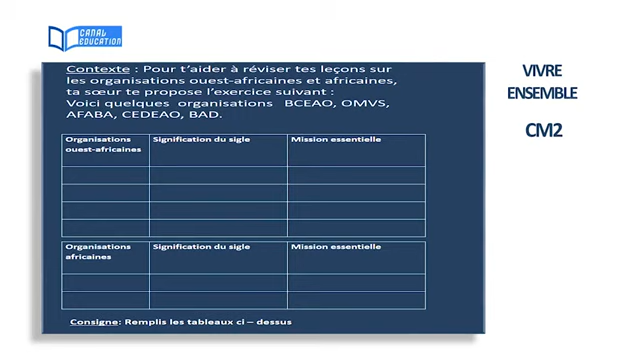 CANAL
EDUCATION
Contexte : Pour t'aider à réviser tes leçons sur
les organisations ouest-africaines et africaines,
ta sœur te propose l'exercice suivant :
Voici quelques organisations BCEAO, OMVS,
AFABA, CEDEAO, BAD.
Organisations ouest-africaines
Signification du sigle
Mission essentielle
Organisations africaines
Signification du sigle
Mission essentielle
Consigne: Remplis les tableaux ci – dessus
VIVRE
ENSEMBLE
CM2